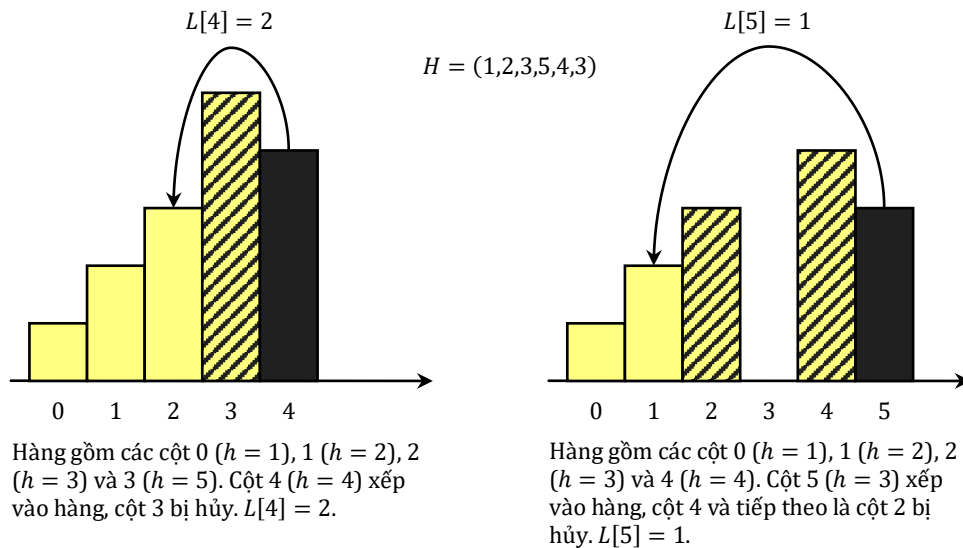 L[4] = 2
L[5] = 1
H = (1,2,3,5,4,3)
0 1 2 3 4
0 1 2 3 4 5
Hàng gồm các cột 0 (h = 1), 1 (h = 2), 2
(h = 3) và 3 (h = 5). Cột 4 (h = 4) xếp
vào hàng, cột 3 bị hủy. L[4] = 2.
Hàng gồm các cột 0 (h = 1), 1 (h = 2), 2
(h = 3) và 4 (h = 4). Cột 5 (h = 3) xếp
vào hàng, cột 4 và tiếp theo là cột 2 bị
hủy. L[5] = 1.